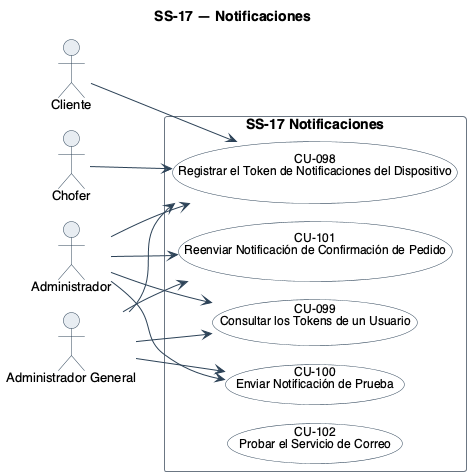 SS-17 — Notificaciones
Cliente
Chofer
Administrador
Administrador General
SS-17 Notificaciones
CU-098
Registrar el Token de Notificaciones del Dispositivo
CU-101
Reenviar Notificación de Confirmación de Pedido
CU-099
Consultar los Tokens de un Usuario
CU-100
Enviar Notificación de Prueba
CU-102
Probar el Servicio de Correo